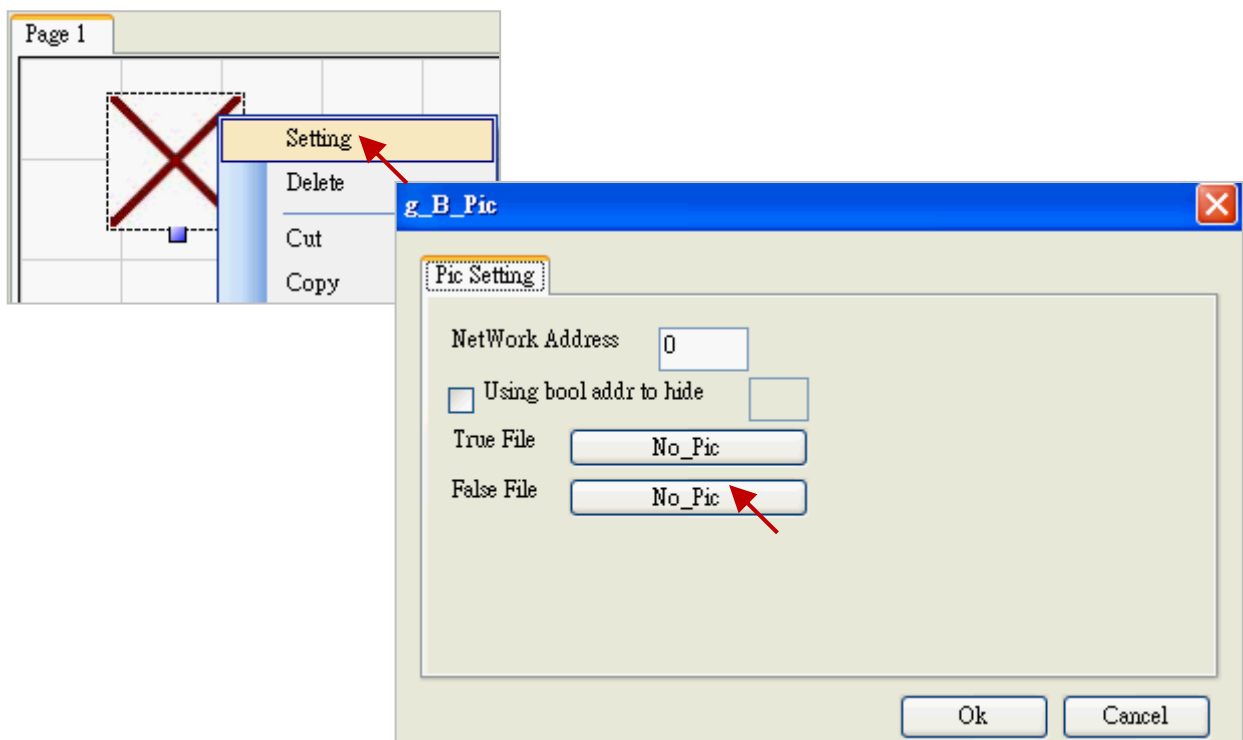 Page 1
Setting
Delete
Cut
Copy
g_B_Pic
Pic Setting
NetWork Address 0
Using bool addr to hide
True File No_Pic
False File No_Pic
Ok Cancel